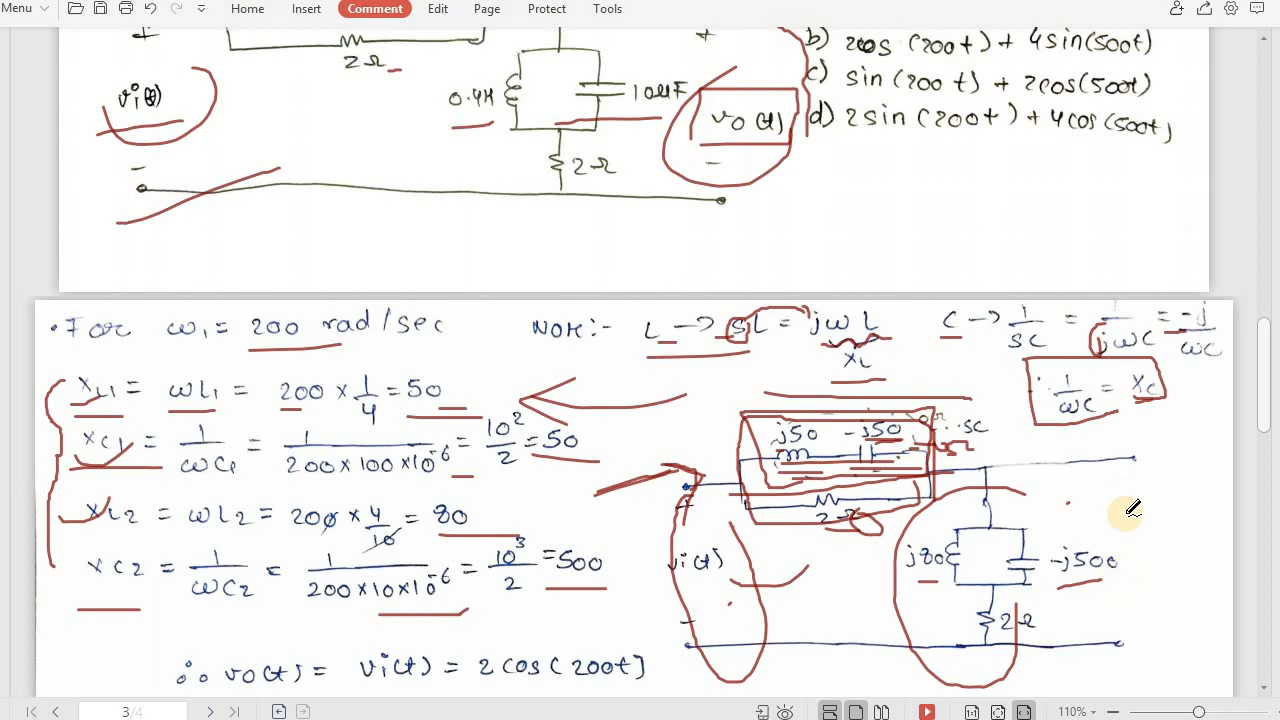 Menu Home Insert Comment Edit Page Protect Tools
+ +
2Ω
b) 2cos (200t) + 4sin(500t)
c) sin(200t) + 2cos(500t)
d) 2sin(200t) + 4cos(500t)
vi(t) 0.4H 10μF vo(t)
- 2Ω -
• For ω1 = 200 rad/sec
Note:- L → SL = jωL
XL
C → 1/SC = 1/jωC = -j/ωC
∵ 1/ωC = XC
XL1 = ωL1 = 200 × 1/4 = 50
XC1 = 1/ωC1 = 1/200×100×10^-6 = 10^2/2 = 50
XL2 = ωL2 = 200 × 4/10 = 80
XC2 = 1/ωC2 = 1/200×10×10^-6 = 10^3/2 = 500
j50 -j50 SC
2Ω
+
vi(t) j80 -j500
- 2Ω
∴ vo(t) = vi(t) = 2cos(200t)
3/4 110%